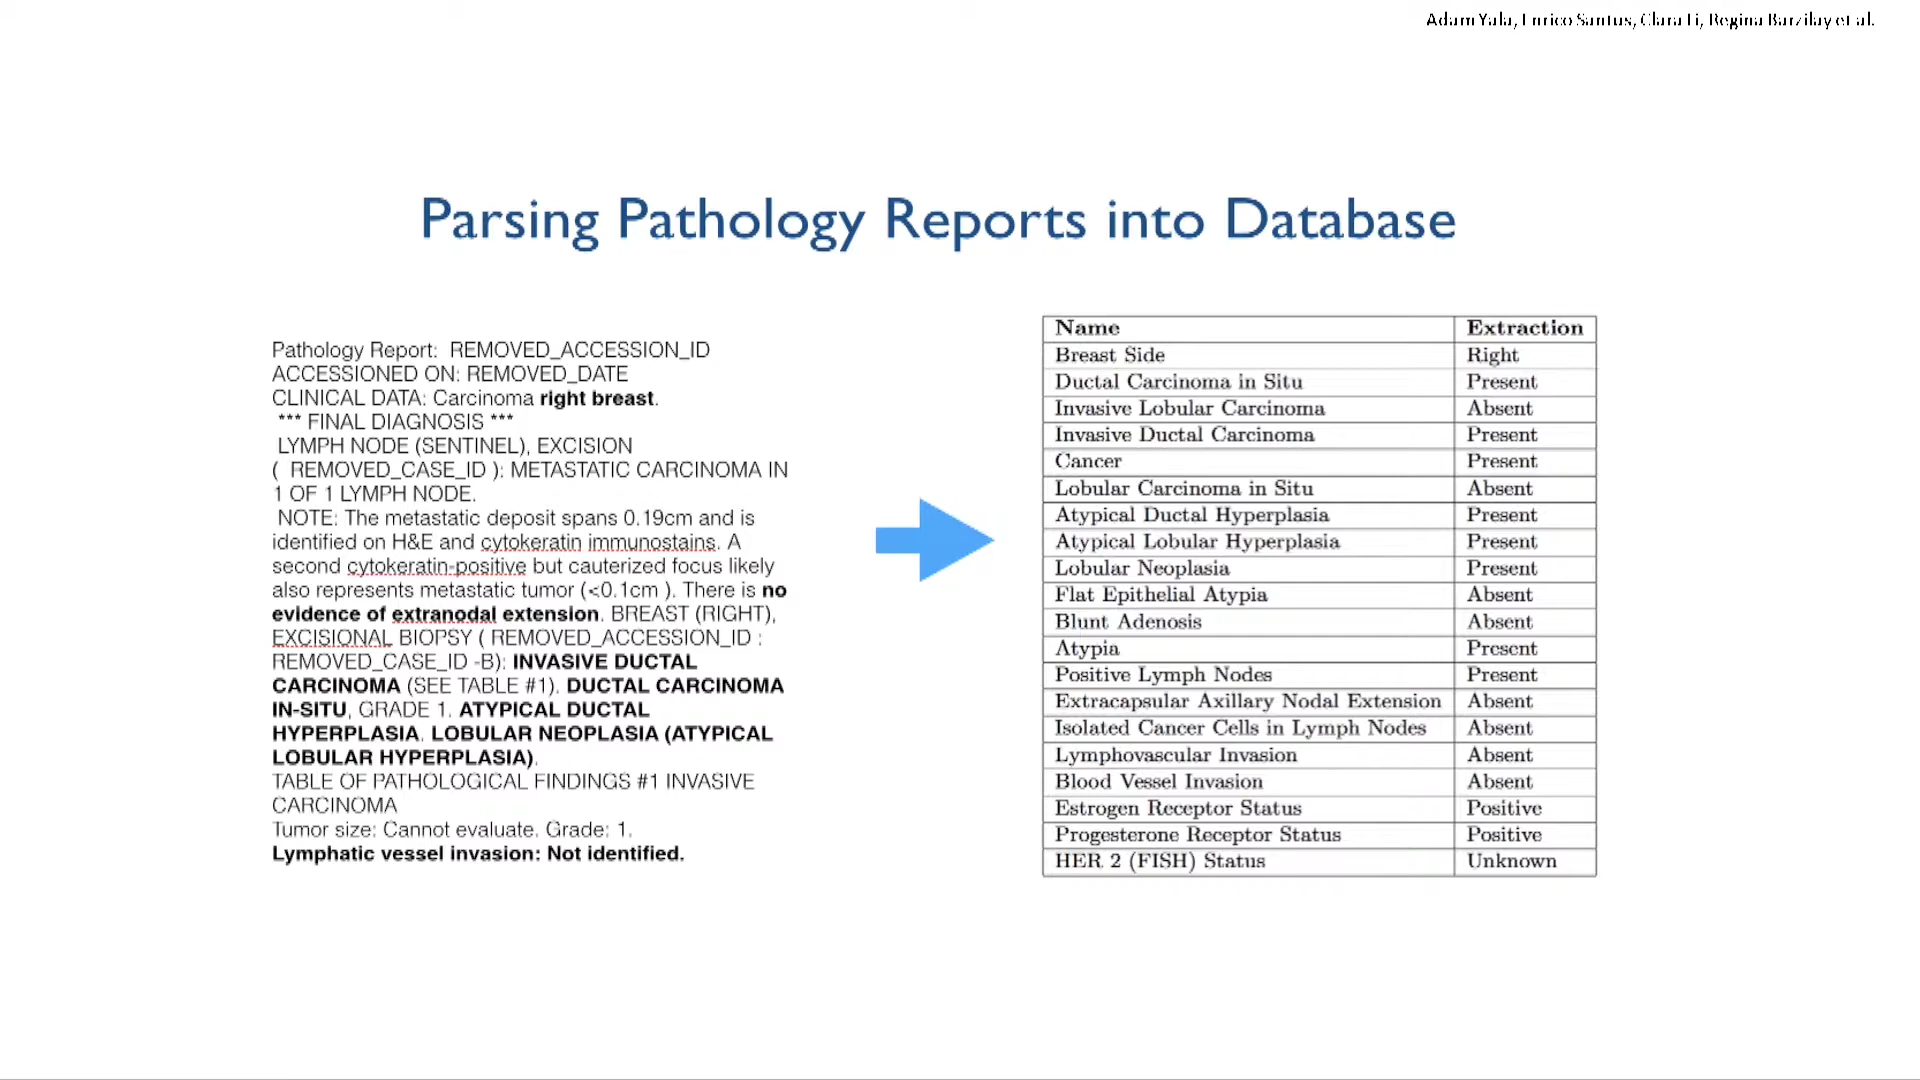 Adam Yala, Enrico Santus, Clara Li, Regina Barzilay et al.
Parsing Pathology Reports into Database
Pathology Report:  REMOVED_ACCESSION_ID
ACCESSIONED ON: REMOVED_DATE
CLINICAL DATA: Carcinoma right breast.
*** FINAL DIAGNOSIS ***
LYMPH NODE (SENTINEL), EXCISION
(  REMOVED_CASE_ID ): METASTATIC CARCINOMA IN
1 OF 1 LYMPH NODE.
NOTE: The metastatic deposit spans 0.19cm and is
identified on H&E and cytokeratin immunostains. A
second cytokeratin-positive but cauterized focus likely
also represents metastatic tumor (<0.1cm ). There is no
evidence of extranodal extension. BREAST (RIGHT),
EXCISIONAL BIOPSY ( REMOVED_ACCESSION_ID :
REMOVED_CASE_ID -B): INVASIVE DUCTAL
CARCINOMA (SEE TABLE #1). DUCTAL CARCINOMA
IN-SITU, GRADE 1. ATYPICAL DUCTAL
HYPERPLASIA. LOBULAR NEOPLASIA (ATYPICAL
LOBULAR HYPERPLASIA).
TABLE OF PATHOLOGICAL FINDINGS #1 INVASIVE
CARCINOMA
Tumor size: Cannot evaluate. Grade: 1.
Lymphatic vessel invasion: Not identified.
Name Extraction
Breast Side Right
Ductal Carcinoma in Situ Present
Invasive Lobular Carcinoma Absent
Invasive Ductal Carcinoma Present
Cancer Present
Lobular Carcinoma in Situ Absent
Atypical Ductal Hyperplasia Present
Atypical Lobular Hyperplasia Present
Lobular Neoplasia Present
Flat Epithelial Atypia Absent
Blunt Adenosis Absent
Atypia Present
Positive Lymph Nodes Present
Extracapsular Axillary Nodal Extension Absent
Isolated Cancer Cells in Lymph Nodes Absent
Lymphovascular Invasion Absent
Blood Vessel Invasion Absent
Estrogen Receptor Status Positive
Progesterone Receptor Status Positive
HER 2 (FISH) Status Unknown